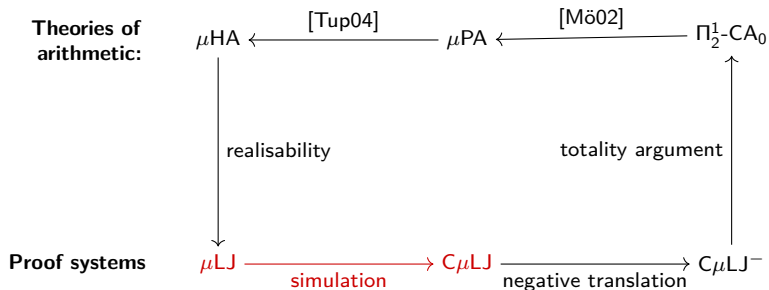 Theories of
arithmetic:
μHA
[Tup04]
μPA
[Mö02]
Π¹₂-CA₀
realisability
totality argument
Proof systems
μLJ
simulation
CμLJ
negative translation
CμLJ⁻